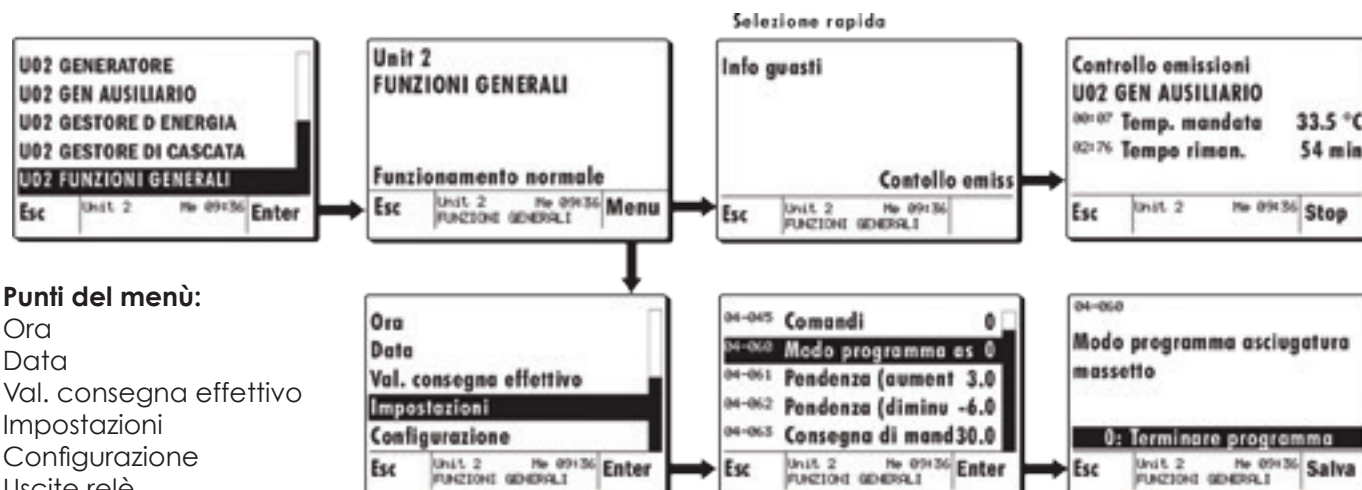 Selezione rapida
U02 GENERATORE
U02 GEN AUSILIARIO
U02 GESTORE D ENERGIA
U02 GESTORE DI CASCATA
U02 FUNZIONI GENERALI
Esc Unit 2 Me 09:36 Enter
Unit 2
FUNZIONI GENERALI
Funzionamento normale
Esc Unit 2 Me 09:36 Menu
FUNZIONI GENERALI
Info guasti
Contollo emiss
Esc Unit 2 Me 09:36
FUNZIONI GENERALI
Controllo emissioni
U02 GEN AUSILIARIO
00:07 Temp. mandata 33.5 °C
02:76 Tempo riman. 54 min
Esc Unit 2 Me 09:36 Stop
Punti del menù:
Ora
Data
Val. consegna effettivo
Impostazioni
Configurazione
Uscite relè
Ora
Data
Val. consegna effettivo
Impostazioni
Configurazione
Esc Unit 2 Me 09:36 Enter
FUNZIONI GENERALI
04-045 Comandi 0
04-060 Modo programma as 0
04-061 Pendenza (aument 3.0
04-062 Pendenza (diminu -6.0
04-063 Consegna di mand 30.0
Esc Unit 2 Me 09:36 Enter
FUNZIONI GENERALI
04-060
Modo programma asciugatura
massetto
0: Terminare programma
Esc Unit 2 Me 09:36 Salva
FUNZIONI GENERALI